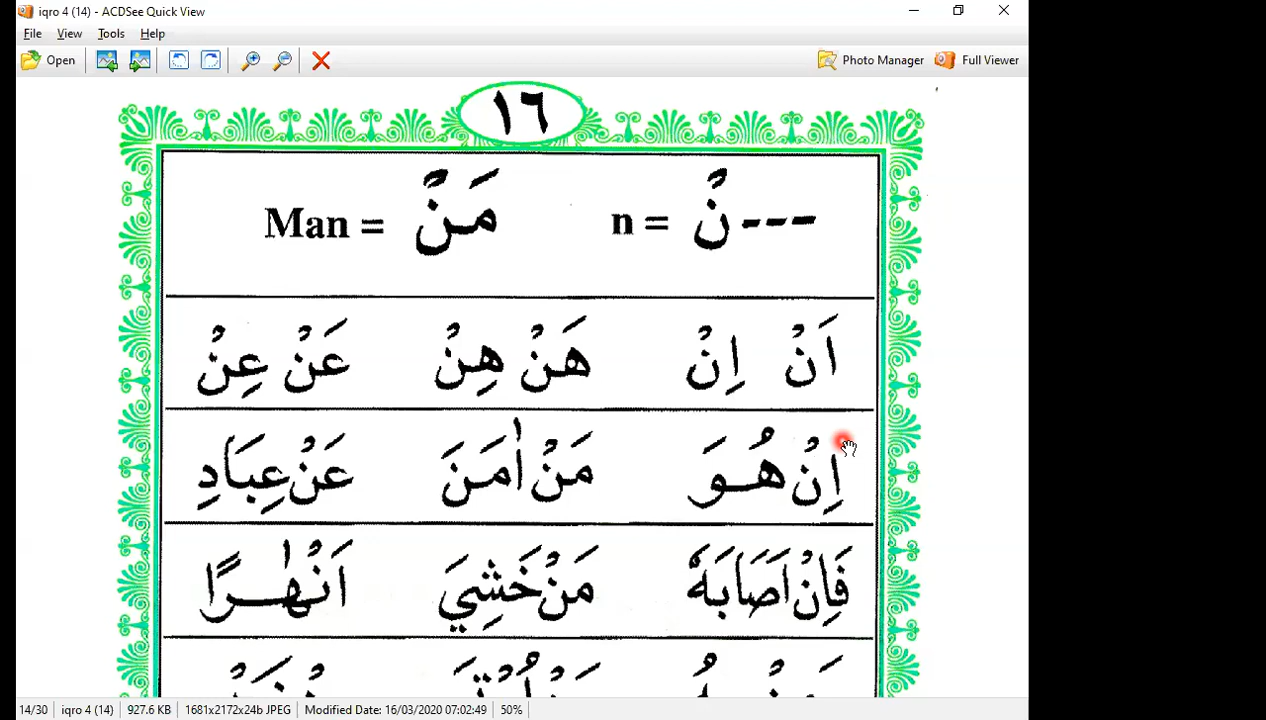 iqro 4 (14) - ACDSee Quick View
File View Tools Help
Open Photo Manager Full Viewer
١٦
--- نْ = n مَنْ = Man
اَنْ اِنْ هَنْ هِنْ عَنْ عِنْ
اِنْ هُوَ مَنْ اٰمَنَ عَنْ عِبَادِ
فَاِنْ اَصَابَهٗ مَنْ خَشِيَ اَنْهٰرًا
14/30 iqro 4 (14) 927.6 KB 1681x2172x24b JPEG Modified Date: 16/03/2020 07:02:49 50%